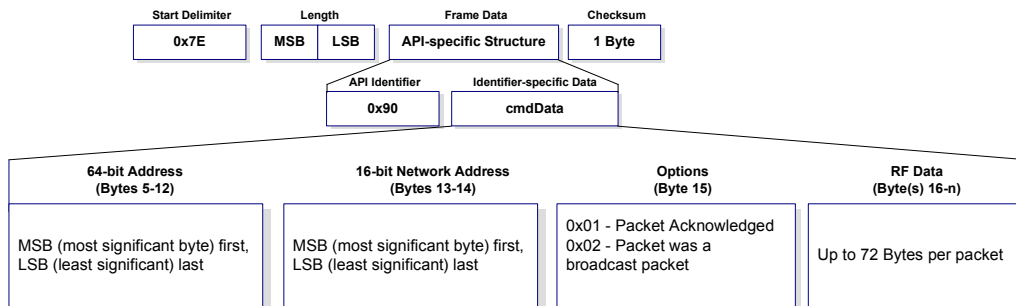 Start Delimiter
Length
Frame Data
Checksum
0x7E
MSB
LSB
API-specific Structure
1 Byte
API Identifier
Identifier-specific Data
0x90
cmdData
64-bit Address
(Bytes 5-12)
16-bit Network Address
(Bytes 13-14)
Options
(Byte 15)
RF Data
(Byte(s) 16-n)
MSB (most significant byte) first,
LSB (least significant) last
MSB (most significant byte) first,
LSB (least significant) last
0x01 - Packet Acknowledged
0x02 - Packet was a
broadcast packet
Up to 72 Bytes per packet